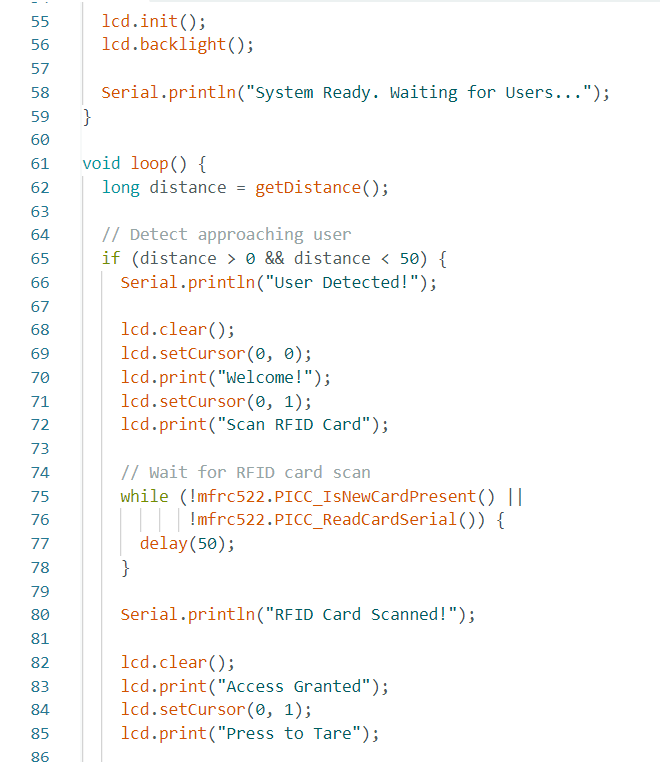 55 lcd.init();
56 lcd.backlight();
57
58 Serial.println("System Ready. Waiting for Users...");
59 }
60
61 void loop() {
62 long distance = getDistance();
63
64 // Detect approaching user
65 if (distance > 0 && distance < 50) {
66 Serial.println("User Detected!");
67
68 lcd.clear();
69 lcd.setCursor(0, 0);
70 lcd.print("Welcome!");
71 lcd.setCursor(0, 1);
72 lcd.print("Scan RFID Card");
73
74 // Wait for RFID card scan
75 while (!mfrc522.PICC_IsNewCardPresent() ||
76 !mfrc522.PICC_ReadCardSerial()) {
77 delay(50);
78 }
79
80 Serial.println("RFID Card Scanned!");
81
82 lcd.clear();
83 lcd.print("Access Granted");
84 lcd.setCursor(0, 1);
85 lcd.print("Press to Tare");
86